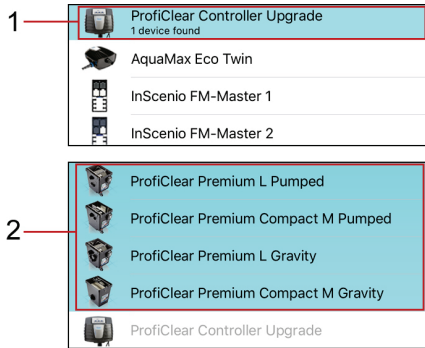 1
ProfiClear Controller Upgrade
1 device found
AquaMax Eco Twin
InScenio FM-Master 1
InScenio FM-Master 2
2
ProfiClear Premium L Pumped
ProfiClear Premium Compact M Pumped
ProfiClear Premium L Gravity
ProfiClear Premium Compact M Gravity
ProfiClear Controller Upgrade